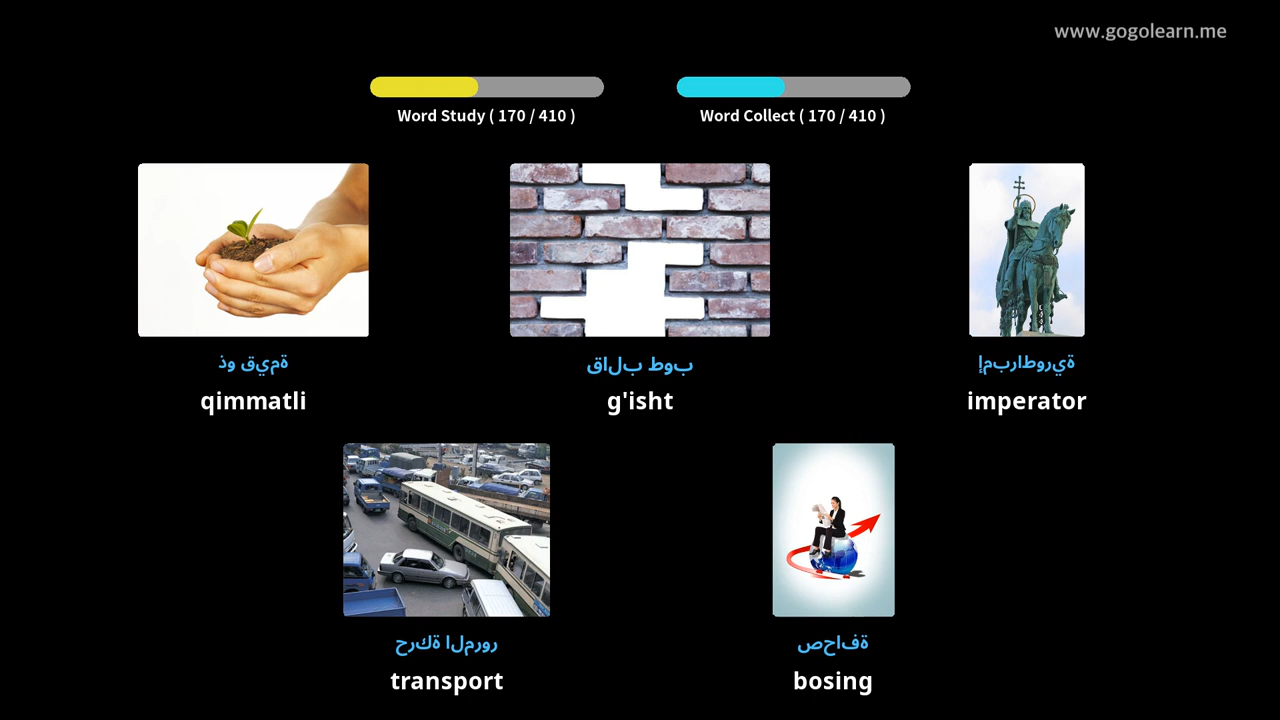 www.gogolearn.me
Word Study ( 170 / 410 )
Word Collect ( 170 / 410 )
ذو قيمة
qimmatli
قالب طوب
g'isht
إمبراطورية
imperator
حركة المرور
transport
صحافة
bosing